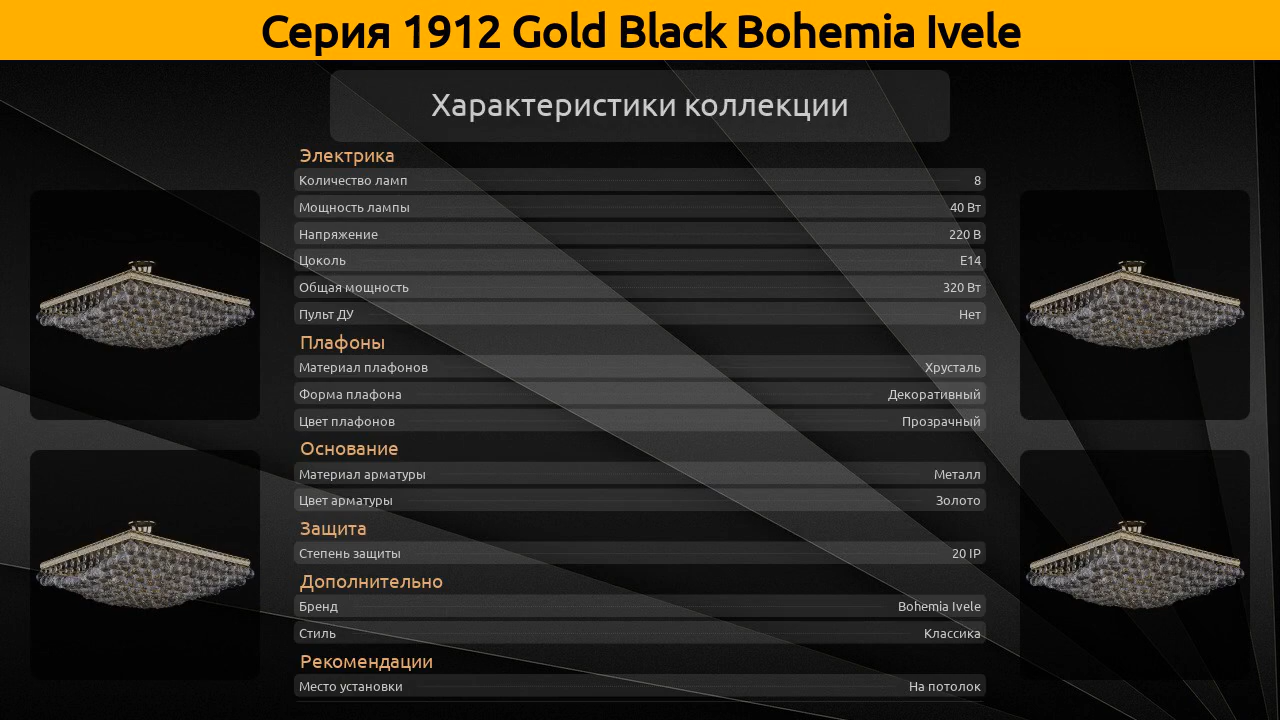 Серия 1912 Gold Black Bohemia Ivele
Характеристики коллекции
Электрика
Количество ламп 8
Мощность лампы 40 Вт
Напряжение 220 В
Цоколь E14
Общая мощность 320 Вт
Пульт ДУ Нет
Плафоны
Материал плафонов Хрусталь
Форма плафона Декоративный
Цвет плафонов Прозрачный
Основание
Материал арматуры Металл
Цвет арматуры Золото
Защита
Степень защиты 20 IP
Дополнительно
Бренд Bohemia Ivele
Стиль Классика
Рекомендации
Место установки На потолок